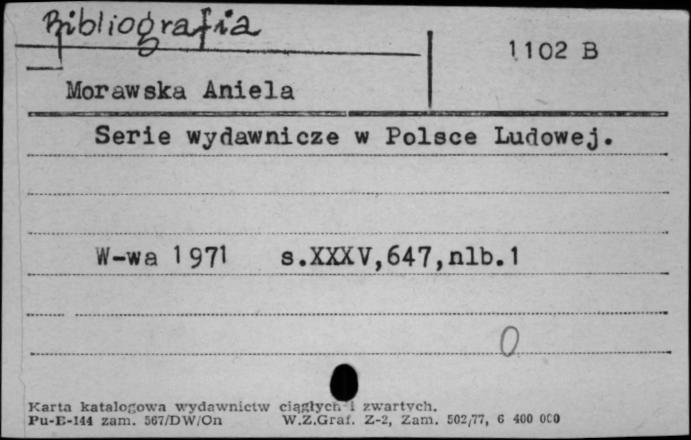 Bibliografia
1102 B
Morawska Aniela
Serie wydawnicze w Polsce Ludowej.
W-wa 1971 s.XXXV,647,nlb.1
0
Karta katalogowa wydawnictw ciągłych i zwartych.
Pu-E-144 zam. 567/DW/On W.Z.Graf. Z-2, Zam. 502/77, 6 400 000